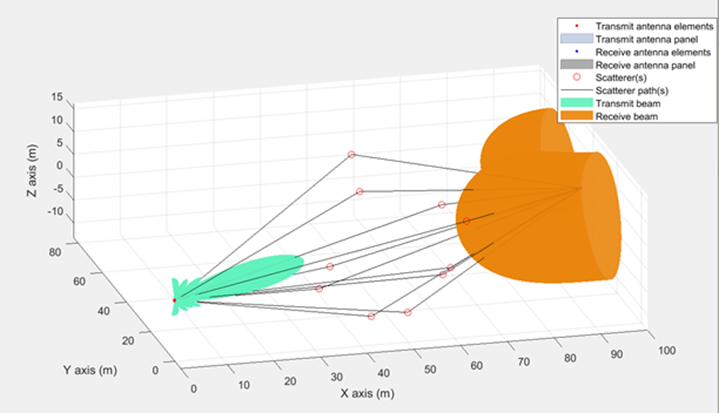 Transmit antenna elements
Transmit antenna panel
Receive antenna elements
Receive antenna panel
Scatterer(s)
Scatterer path(s)
Transmit beam
Receive beam
15
10
5
0
-5
-10
Z axis (m)
80
60
40
20
0
Y axis (m)
0
10
20
30
40
50
60
70
80
90
100
X axis (m)